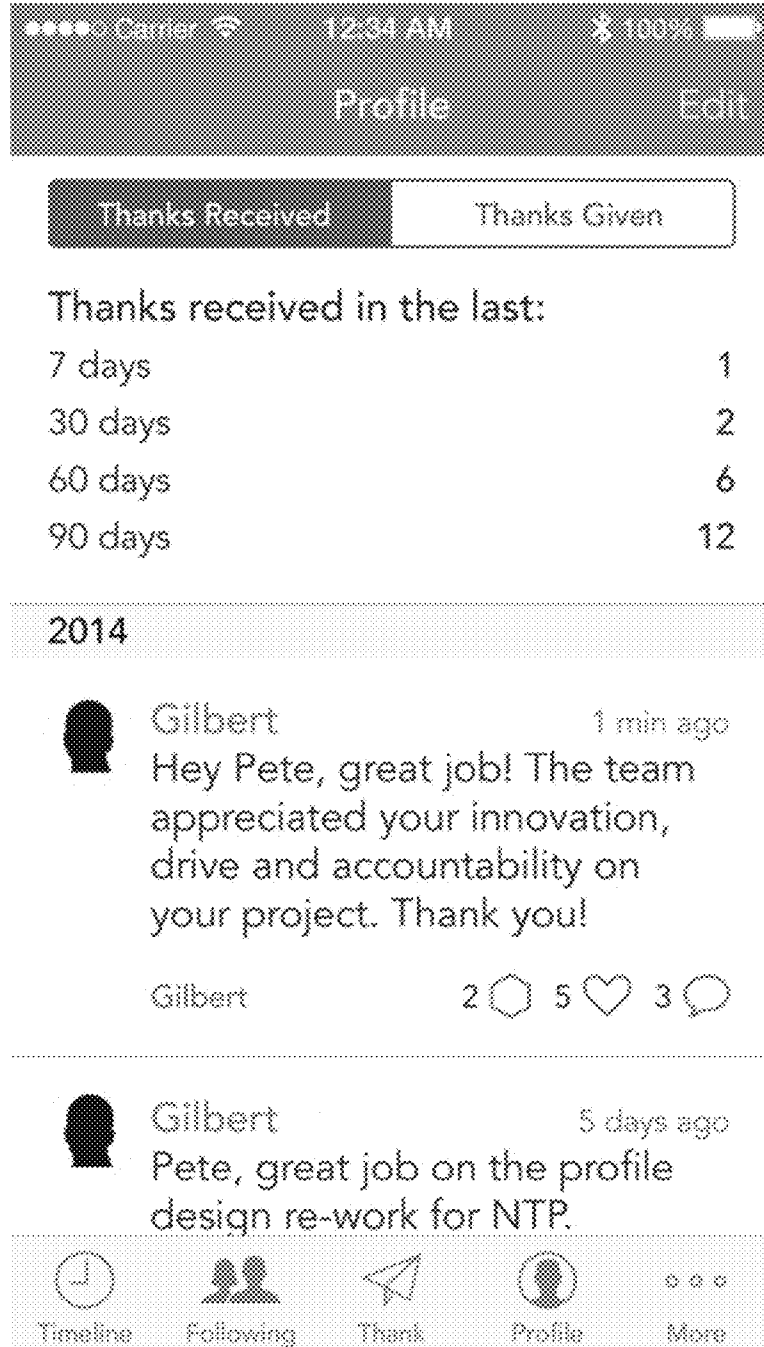 Carrier 12:34 AM 100%
Profile Edit
Thanks Received Thanks Given
Thanks received in the last:
7 days 1
30 days 2
60 days 6
90 days 12
2014
Gilbert 1 min ago
Hey Pete, great job! The team
appreciated your innovation,
drive and accountability on
your project. Thank you!
Gilbert 2 5 3
Gilbert 5 days ago
Pete, great job on the profile
design re-work for NTP.
Timeline Following Thank Profile More